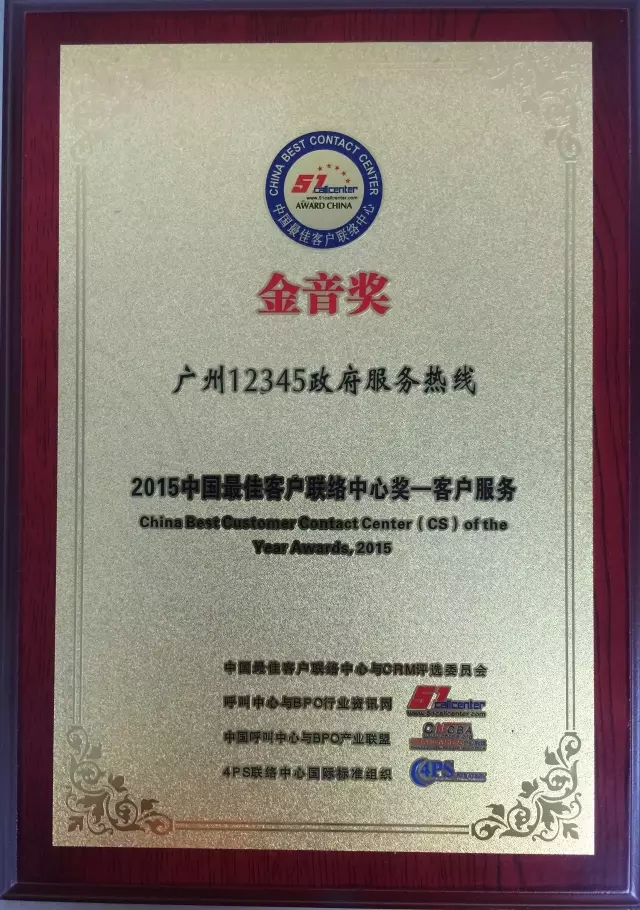 CHINA BEST CONTACT CENTER
51callcenter
www.51callcenter.com
AWARD CHINA
中国最佳客户联络中心
金音奖
广州12345政府服务热线
2015中国最佳客户联络中心奖—客户服务
China Best Customer Contact Center（CS）of the
Year Awards, 2015
中国最佳客户联络中心与CRM评选委员会
呼叫中心与BPO行业资讯网
51callcenter
www.51callcenter.com
中国呼叫中心与BPO产业联盟
4PS联络中心国际标准组织
4PS